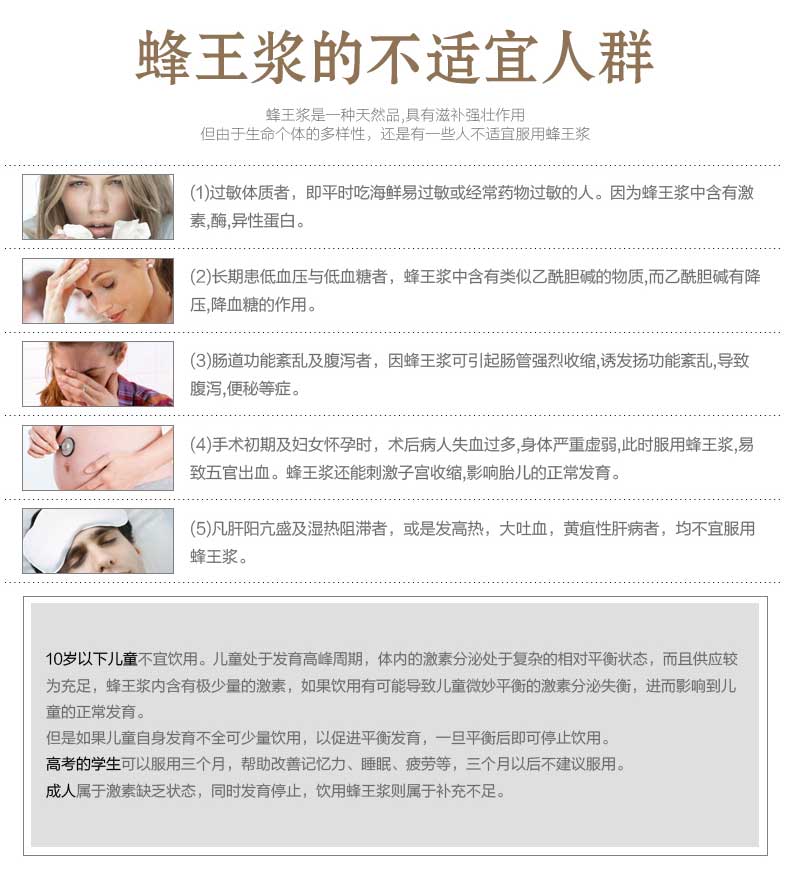 蜂王浆的不适宜人群
蜂王浆是一种天然品,具有滋补强壮作用
但由于生命个体的多样性，还是有一些人不适宜服用蜂王浆
(1)过敏体质者，即平时吃海鲜易过敏或经常药物过敏的人。因为蜂王浆中含有激
素,酶,异性蛋白。
(2)长期患低血压与低血糖者，蜂王浆中含有类似乙酰胆碱的物质,而乙酰胆碱有降
压,降血糖的作用。
(3)肠道功能紊乱及腹泻者，因蜂王浆可引起肠管强烈收缩,诱发扬功能紊乱,导致
腹泻,便秘等症。
(4)手术初期及妇女怀孕时，术后病人失血过多,身体严重虚弱,此时服用蜂王浆,易
致五官出血。蜂王浆还能刺激子宫收缩,影响胎儿的正常发育。
(5)凡肝阳亢盛及湿热阻滞者，或是发高热，大吐血，黄疸性肝病者，均不宜服用
蜂王浆。
10岁以下儿童不宜饮用。儿童处于发育高峰周期，体内的激素分泌处于复杂的相对平衡状态，而且供应较
为充足，蜂王浆内含有极少量的激素，如果饮用有可能导致儿童微妙平衡的激素分泌失衡，进而影响到儿
童的正常发育。
但是如果儿童自身发育不全可少量饮用，以促进平衡发育，一旦平衡后即可停止饮用。
高考的学生可以服用三个月，帮助改善记忆力、睡眠、疲劳等，三个月以后不建议服用。
成人属于激素缺乏状态，同时发育停止，饮用蜂王浆则属于补充不足。